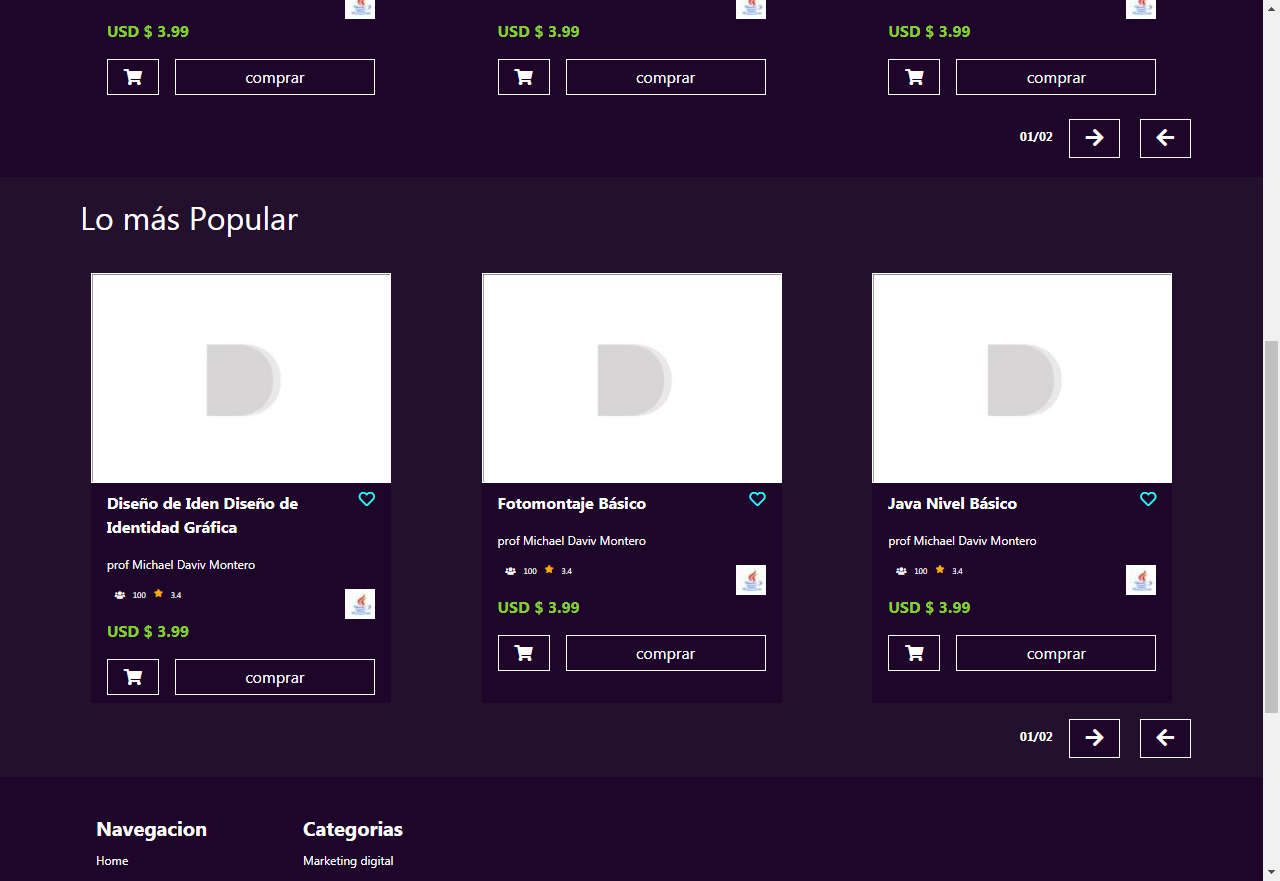 USD $ 3.99 USD $ 3.99 USD $ 3.99
comprar comprar comprar
01/02
Lo más Popular
Diseño de Iden Diseño de
Identidad Gráfica
prof Michael Daviv Montero
100 3.4
USD $ 3.99
comprar
Fotomontaje Básico
prof Michael Daviv Montero
100 3.4
USD $ 3.99
comprar
Java Nivel Básico
prof Michael Daviv Montero
100 3.4
USD $ 3.99
comprar
01/02
Navegacion
Home
Categorias
Marketing digital